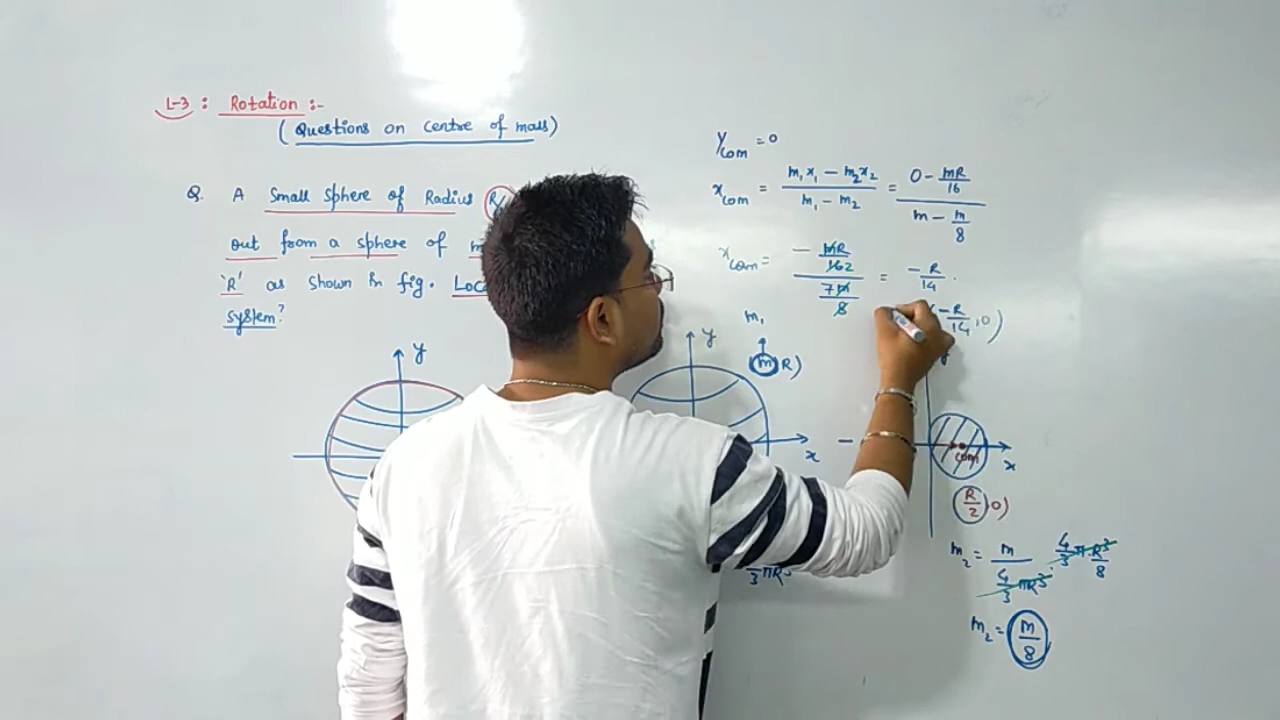 L-3 : Rotation :-
(Questions on centre of mass)
Q. A Small Sphere of Radius R/
out from a sphere of m
'R' as shown in fig. Loc
system?
y
y
x
m₁
m R)
Y_com = 0
x_com = (m₁x₁ - m₂x₂)/(m₁ - m₂) = (0 - mR/16)/(m - m/8)
x_com = (-mR/162)/(7m/8) = -R/14 .
-R/14, 0)
-
x
com
R/2, 0)
m₂ = m/(4/3 πR³) 4/3 π R³/8
m₂ = m/8
/3 πR³